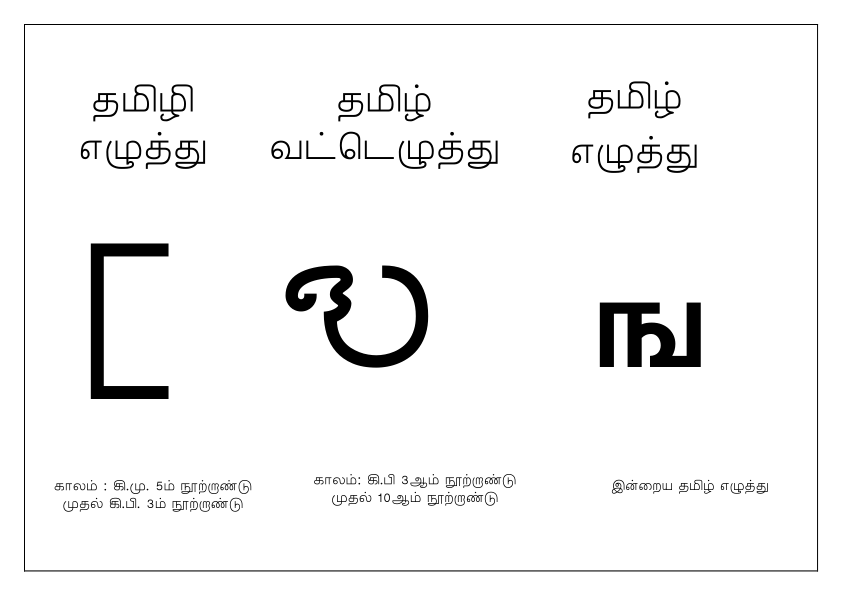 தமிழி
எழுத்து
தமிழ்
வட்டெழுத்து
தமிழ்
எழுத்து
ங
காலம் : கி.மு. 5ம் நூற்றாண்டு
முதல் கி.பி. 3ம் நூற்றாண்டு
காலம்: கி.பி 3ஆம் நூற்றாண்டு
முதல் 10ஆம் நூற்றாண்டு
இன்றைய தமிழ் எழுத்து